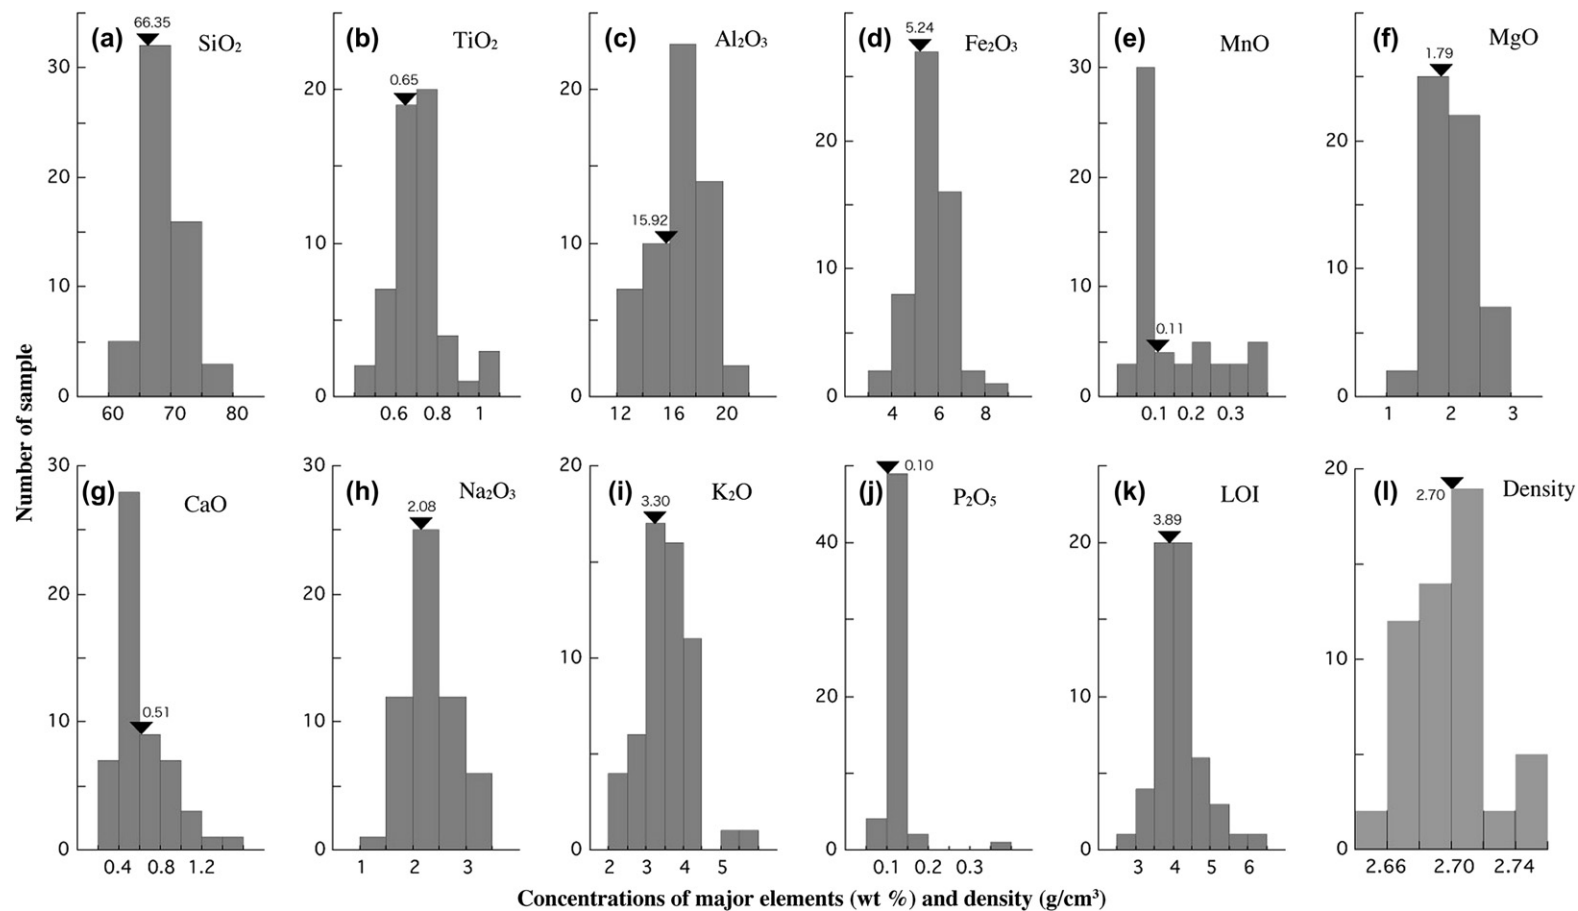 Number of sample
(a) SiO₂
66.35
30
20
10
0
60 70 80
(b) TiO₂
0.65
20
10
0
0.6 0.8 1
(c) Al₂O₃
15.92
20
10
0
12 16 20
(d) Fe₂O₃
5.24
20
10
0
4 6 8
(e) MnO
0.11
30
20
10
0
0.1 0.2 0.3
(f) MgO
1.79
20
10
0
1 2 3
(g) CaO
0.51
30
20
10
0
0.4 0.8 1.2
(h) Na₂O₃
2.08
30
20
10
0
1 2 3
(i) K₂O
3.30
20
10
0
2 3 4 5
(j) P₂O₅
0.10
40
20
0
0.1 0.2 0.3
(k) LOI
3.89
20
10
0
3 4 5 6
(l) Density
2.70
20
10
0
2.66 2.70 2.74
Concentrations of major elements (wt %) and density (g/cm³)